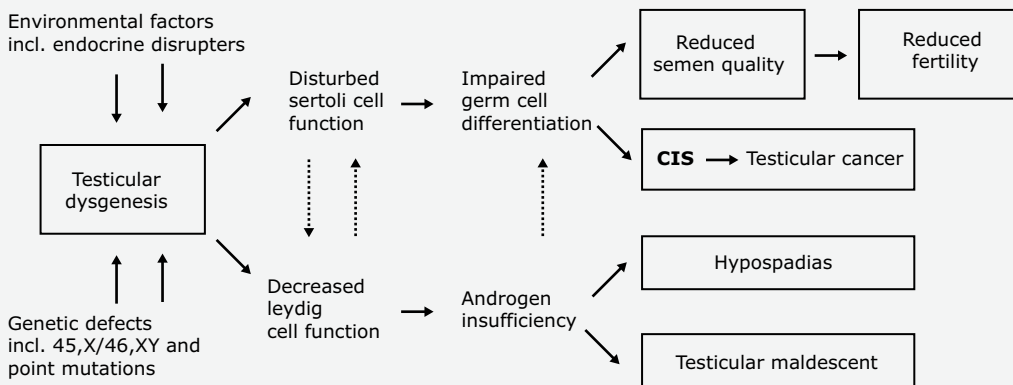 Environmental factors
incl. endocrine disrupters
Testicular
dysgenesis
Genetic defects
incl. 45,X/46,XY and
point mutations
Disturbed
sertoli cell
function
Decreased
leydig
cell function
Impaired
germ cell
differentiation
Androgen
insufficiency
Reduced
semen quality
Reduced
fertility
CIS → Testicular cancer
Hypospadias
Testicular maldescent